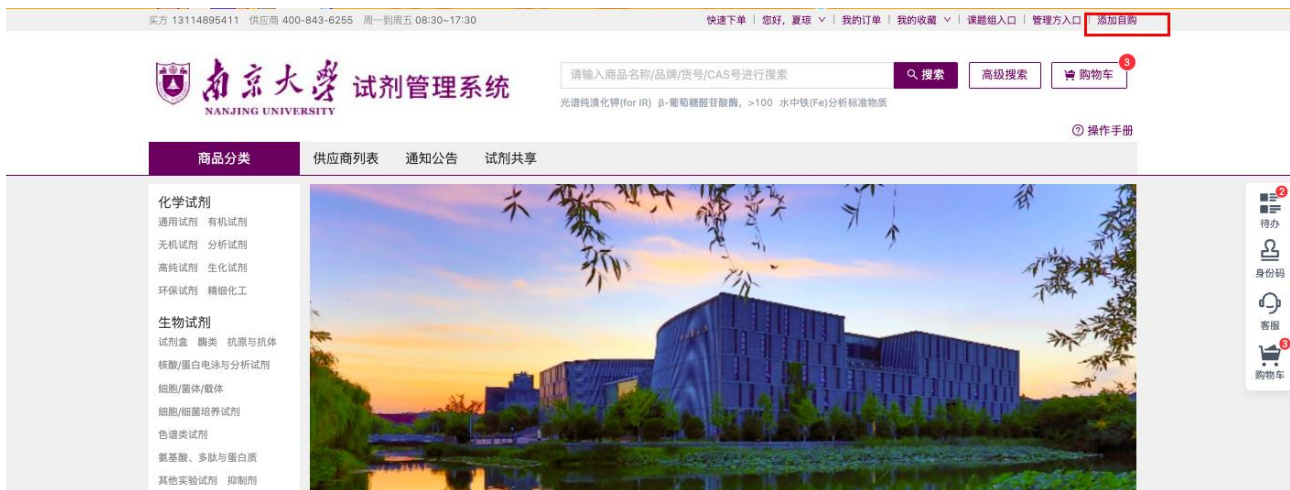 买方 13114895411 供应商 400-843-6255 周一到周五 08:30~17:30
快速下单 您好，夏琼 我的订单 我的收藏 课题组入口 管理方入口 添加自购
南京大学 试剂管理系统
NANJING UNIVERSITY
请输入商品名称/品牌/货号/CAS号进行搜索 搜索 高级搜索 购物车 3
光谱纯溴化钾(for IR) β-葡萄糖醛苷酸酶，>100 水中铁(Fe)分析标准物质
操作手册
商品分类 供应商列表 通知公告 试剂共享
化学试剂
通用试剂 有机试剂
无机试剂 分析试剂
高纯试剂 生化试剂
环保试剂 精细化工
生物试剂
试剂盒 酶类 抗原与抗体
核酸/蛋白电泳与分析试剂
细胞/菌体/载体
细胞/细菌培养试剂
色谱类试剂
氨基酸、多肽与蛋白质
其他实验试剂 抑制剂
2
待办
身份码
客服
3
购物车